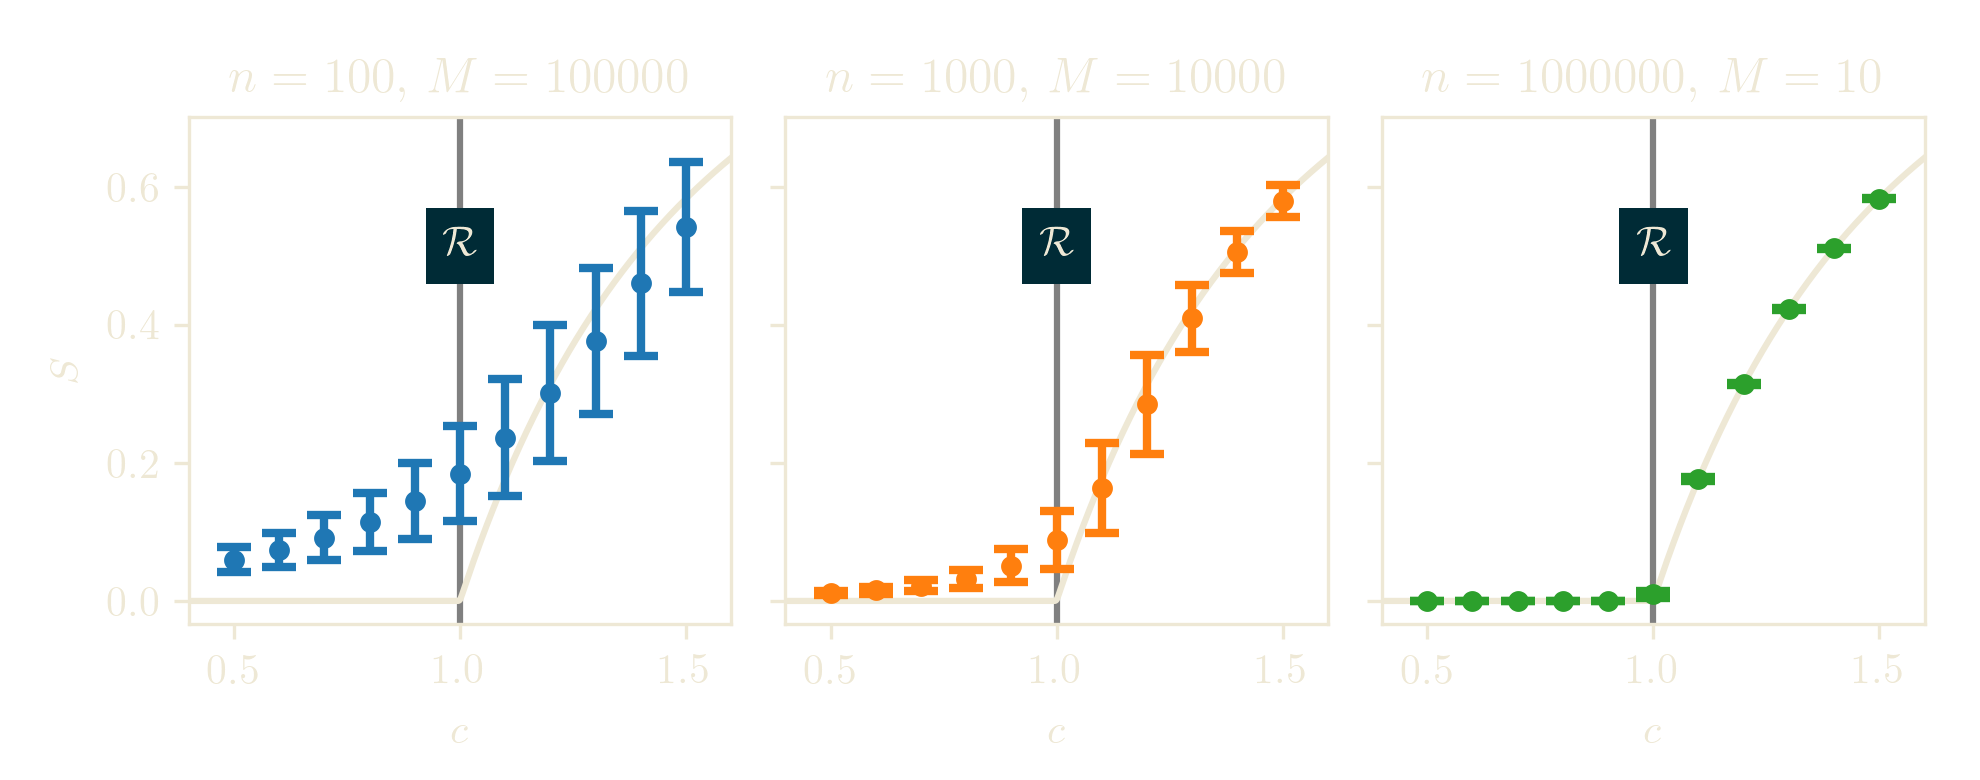 n = 100, M = 100000
n = 1000, M = 10000
n = 1000000, M = 10
0.6
0.4
0.2
0.0
S
ℛ
ℛ
ℛ
0.5 1.0 1.5
0.5 1.0 1.5
0.5 1.0 1.5
c
c
c